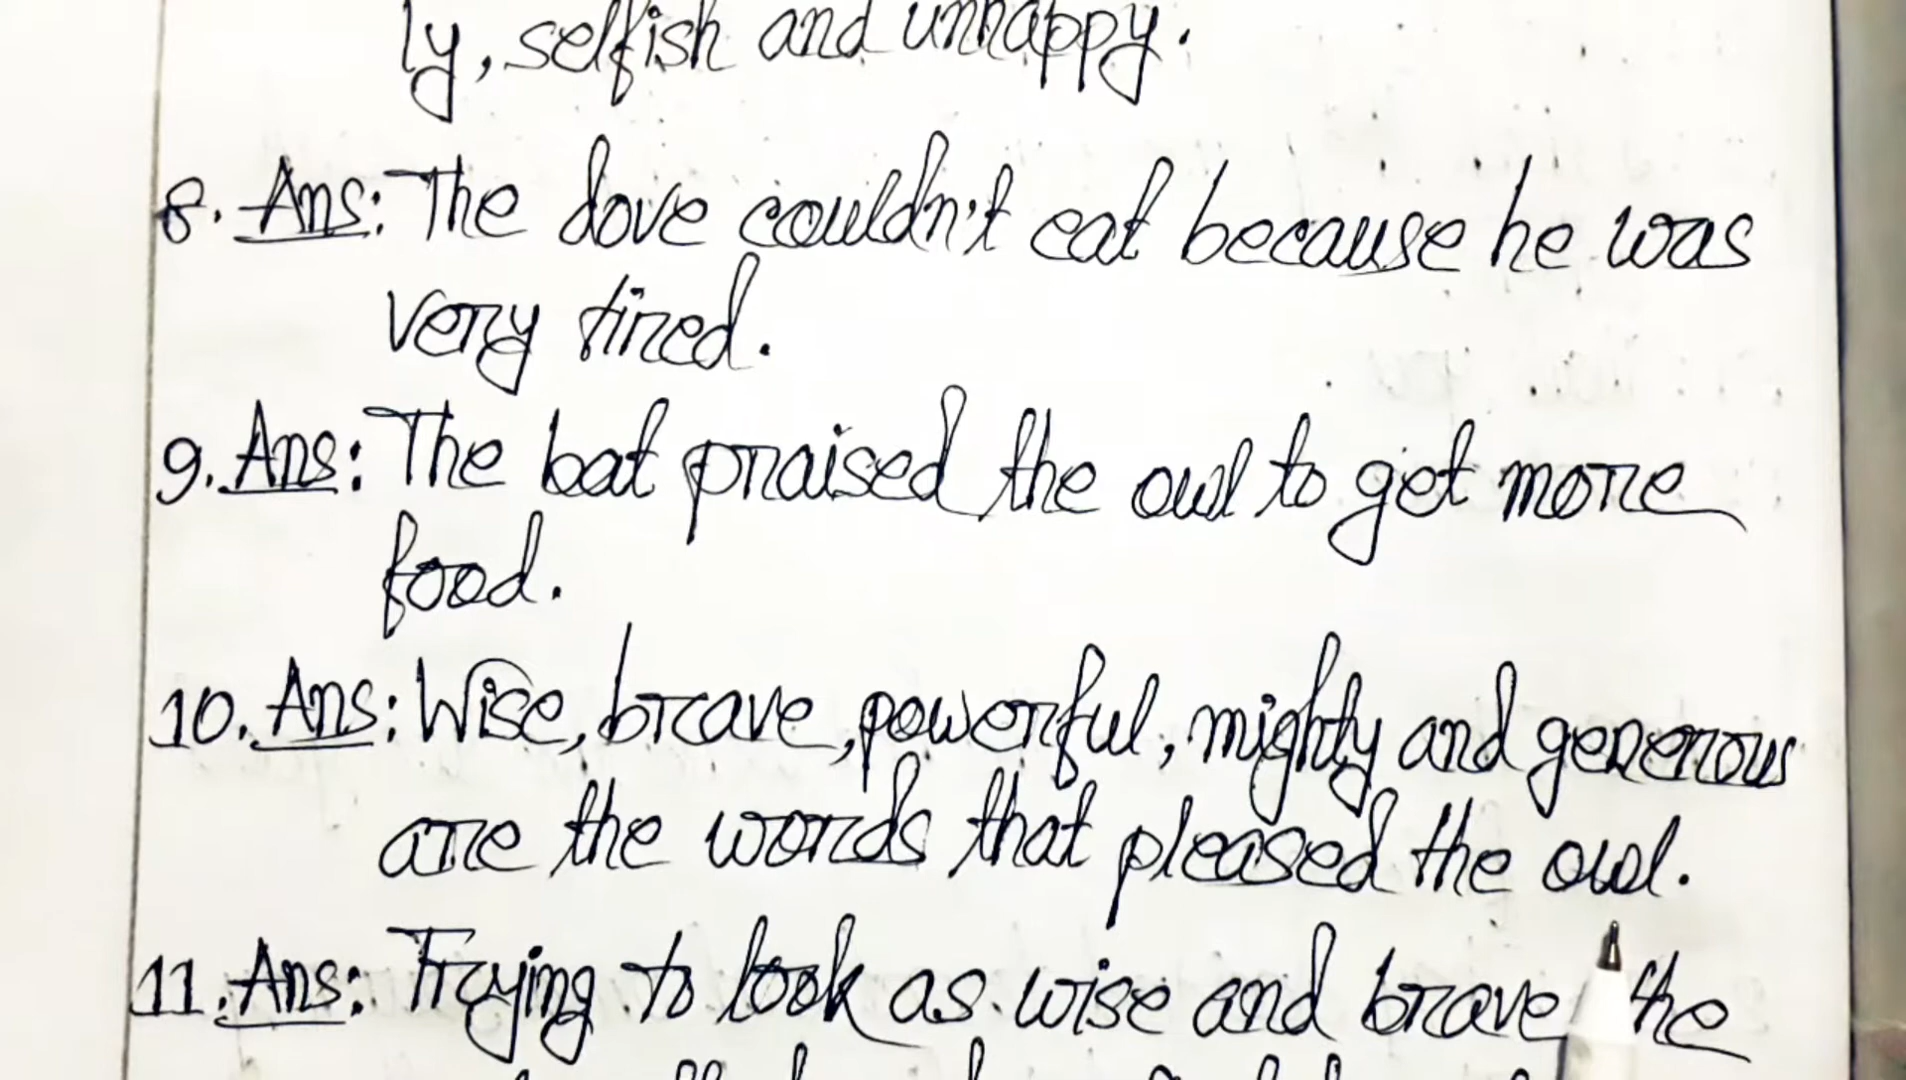 ly, selfish and unhappy.
8. Ans: The dove couldn't eat because he was
very tired.
9. Ans: The bat praised the owl to get more
food.
10. Ans: Wise, brave, powerful, mighty and generous
are the words that pleased the owl.
11. Ans: Trying to look as wise and brave the